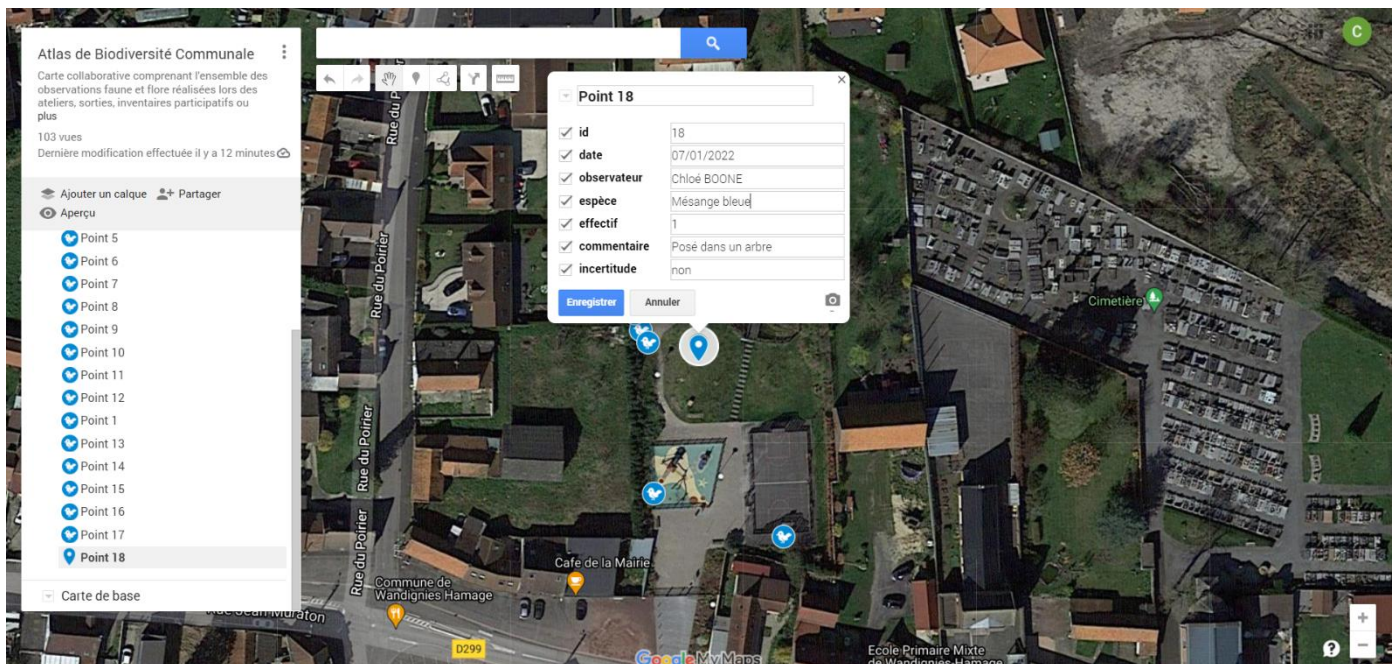 Atlas de Biodiversité Communale
Carte collaborative comprenant l'ensemble des
observations faune et flore réalisées lors des
ateliers, sorties, inventaires participatifs ou
plus
103 vues
Dernière modification effectuée il y a 12 minutes
Ajouter un calque
Partager
Aperçu
Point 5
Point 6
Point 7
Point 8
Point 9
Point 10
Point 11
Point 12
Point 1
Point 13
Point 14
Point 15
Point 16
Point 17
Point 18
Carte de base
Point 18
id 18
date 07/01/2022
observateur Chloé BOONE
espèce Mésange bleue
effectif 1
commentaire Posé dans un arbre
incertitude non
Enregistrer
Annuler
C
Rue du P
Rue du Poirier
Rue du Poirier
Rue du Poirier
Cimetière
Café de la Mairie
Commune de
Wandignies Hamage
D299
Google My Maps
Ecole Primaire Mixte
de Wandignies-Hamage
?
+
−